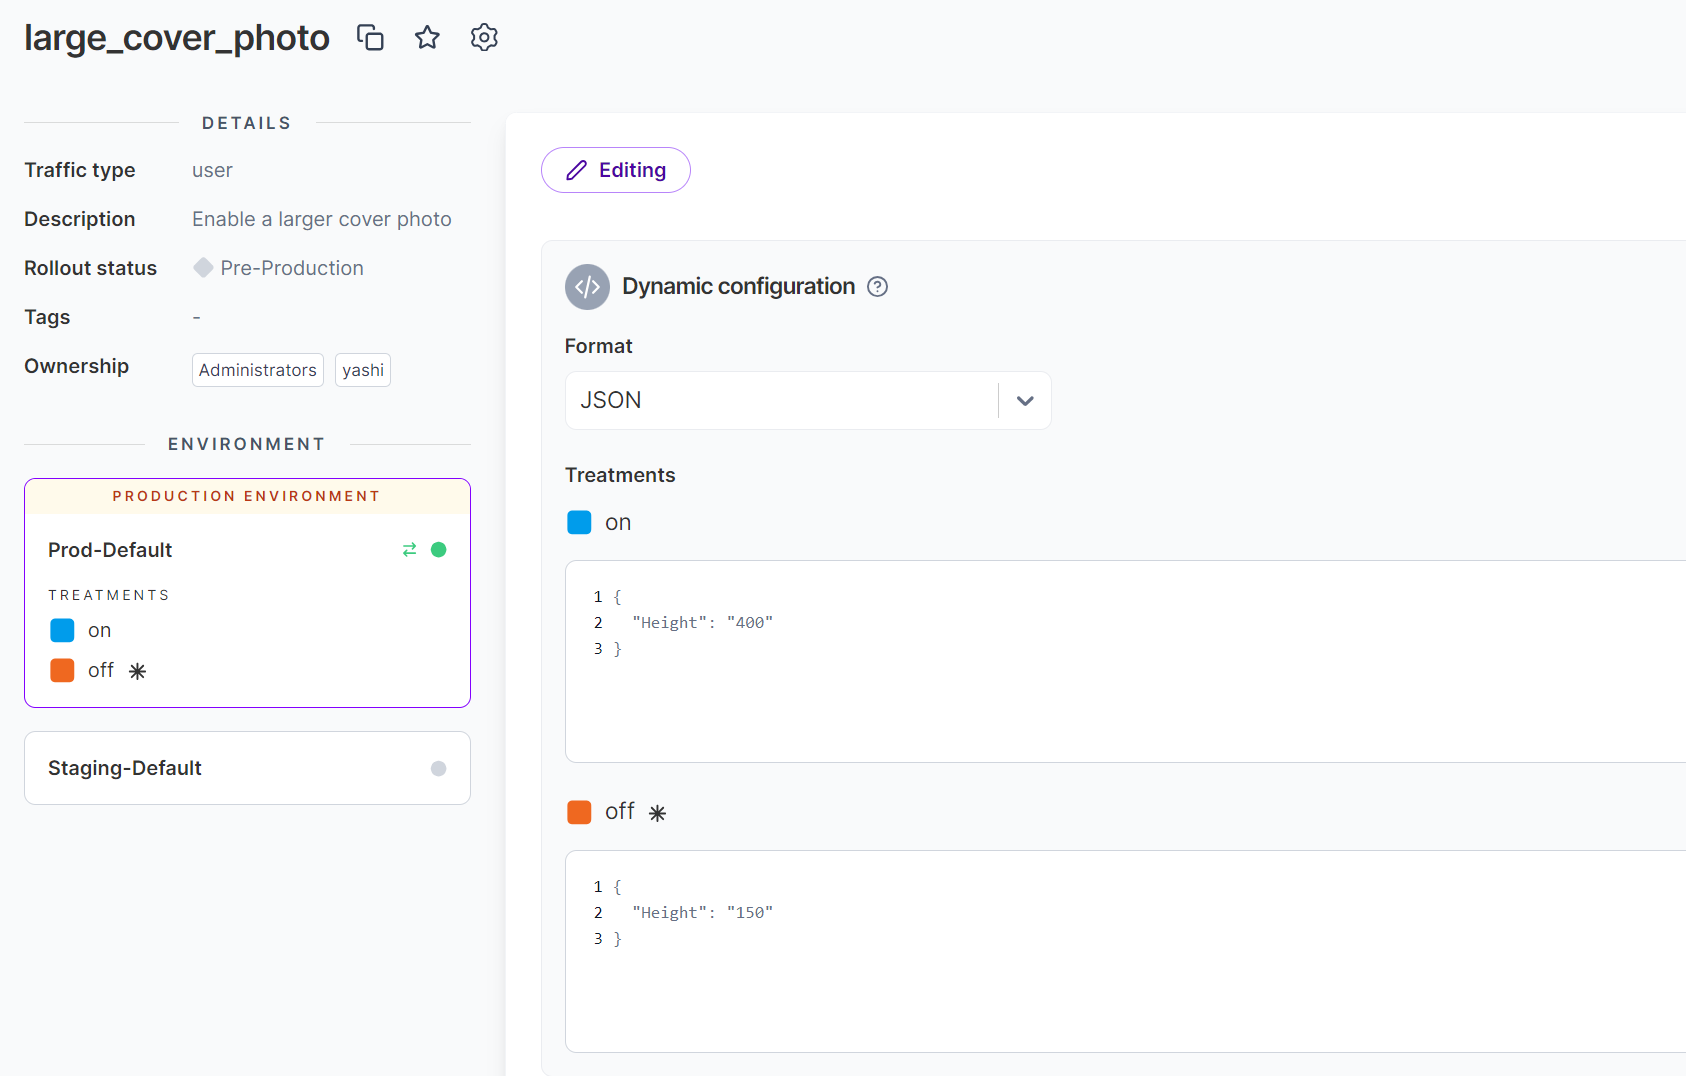 large_cover_photo
DETAILS
Traffic type user
Description Enable a larger cover photo
Rollout status Pre-Production
Tags -
Ownership Administrators yashi
ENVIRONMENT
PRODUCTION ENVIRONMENT
Prod-Default
TREATMENTS
on
off
Staging-Default
Editing
Dynamic configuration ?
Format
JSON
Treatments
on
1 {
2 "Height": "400"
3 }
off
1 {
2 "Height": "150"
3 }